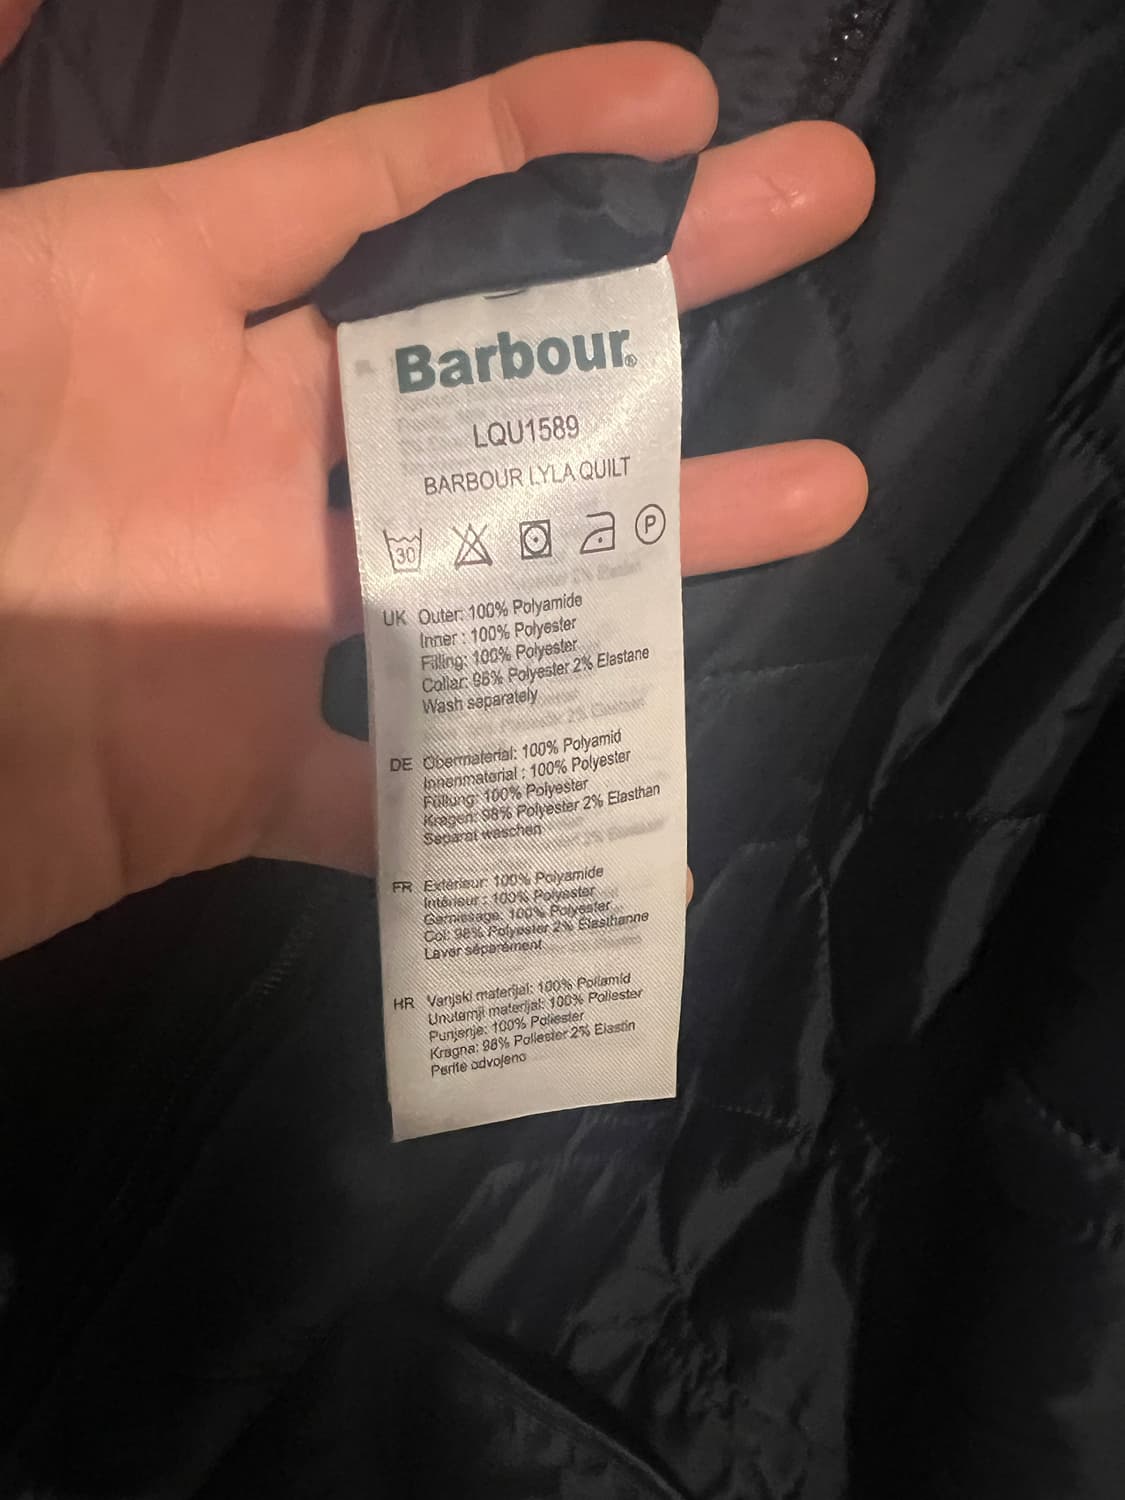 Barbour®
LQU1589
BARBOUR LYLA QUILT
30
P
UK Outer: 100% Polyamide
Inner : 100% Polyester
Filling: 100% Polyester
Collar: 98% Polyester 2% Elastane
Wash separately
DE Obermaterial: 100% Polyamid
Innenmaterial : 100% Polyester
Füllung: 100% Polyester
Kragen: 98% Polyester 2% Elasthan
Separat waschen
FR Extérieur: 100% Polyamide
Intérieur : 100% Polyester
Garnissage: 100% Polyester
Col: 98% Polyester 2% Elasthanne
Laver séparément
HR Vanjski materijal: 100% Poliamid
Unutarnji materijal: 100% Poliester
Punjenje: 100% Poliester
Kragna: 98% Poliester 2% Elastin
Perite odvojeno